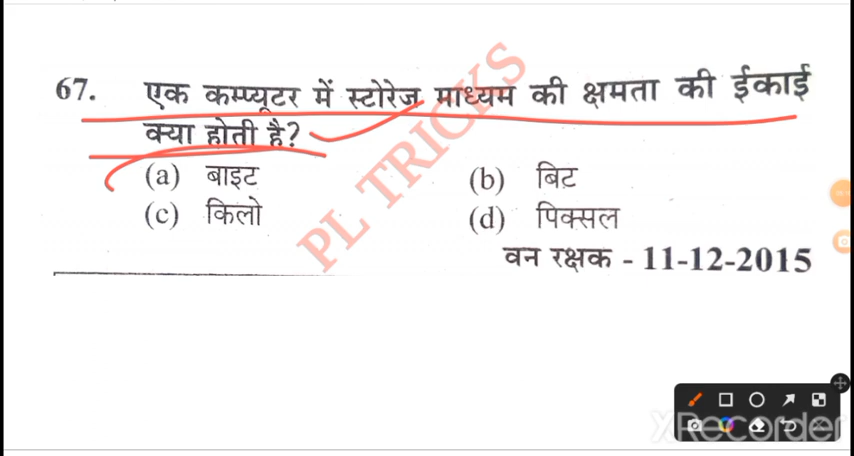 67. एक कम्प्यूटर में स्टोरेज माध्यम की क्षमता की ईकाई
क्या होती है?
(a) बाइट (b) बिट
(c) किलो (d) पिक्सल
वन रक्षक - 11-12-2015
PL TRICKS
XRecorder